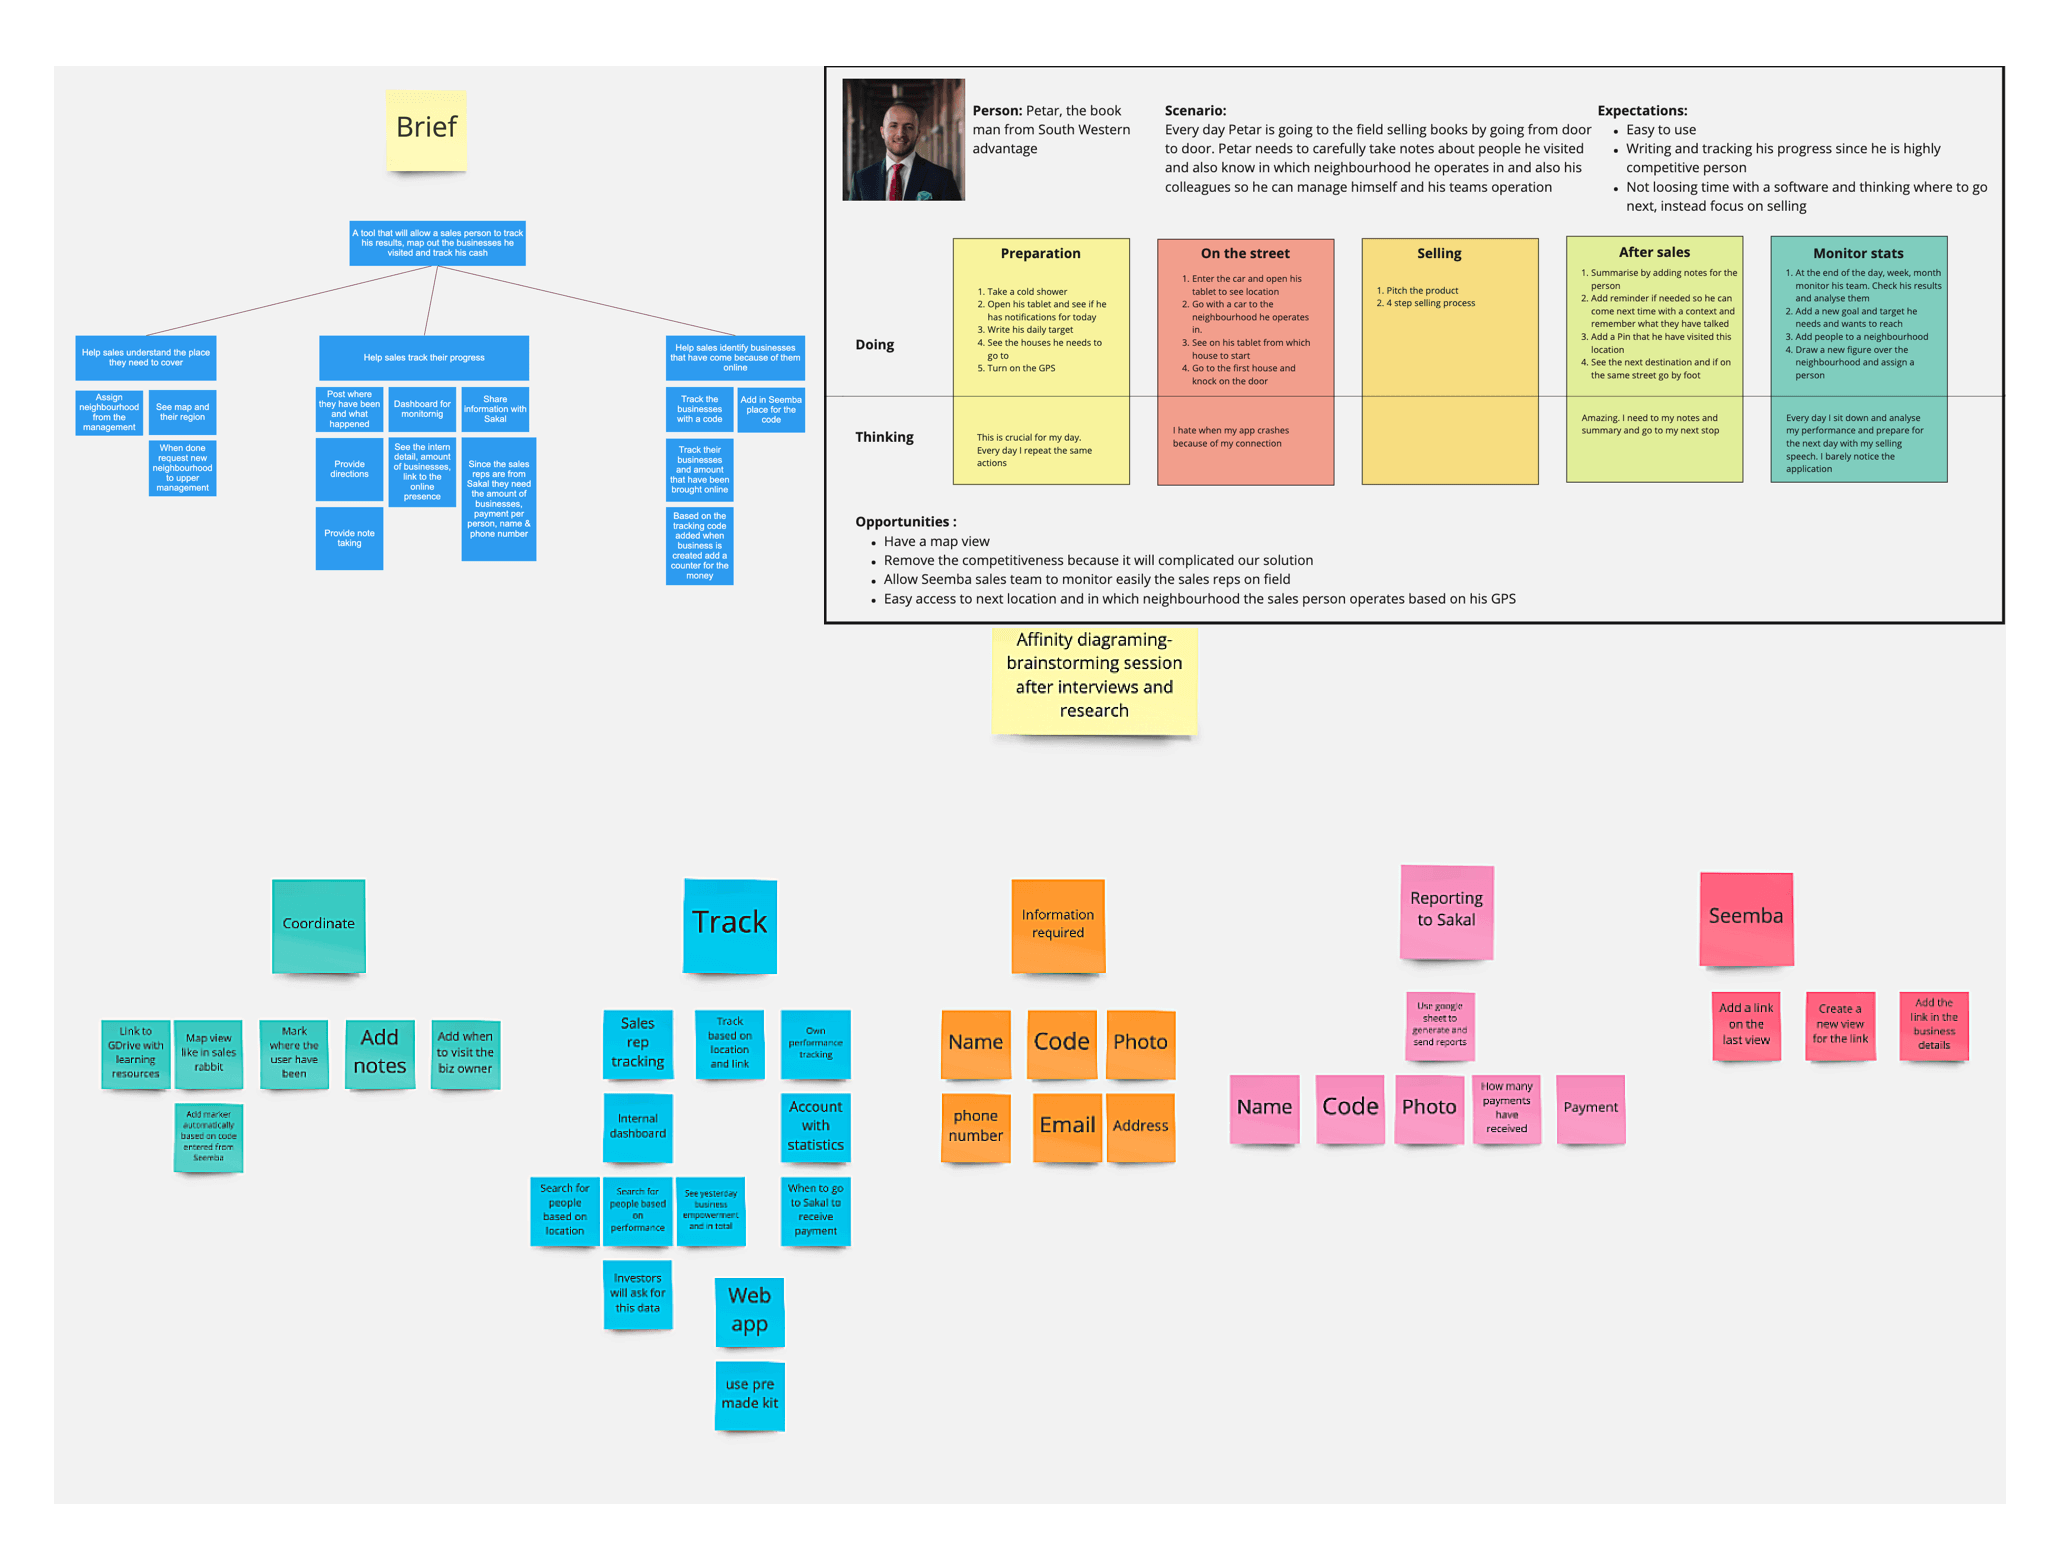 Brief
A tool that will allow a sales person to track
his results, map out the businesses he
visited and track his cash
Help sales understand the place
they need to cover
Assign
neighbourhood
from the
management
See map and
their region
When done
request new
neighbourhood
to upper
management
Help sales track their progress
Post where
they have been
and what
happened
Dashboard for
monitornig
Share
information with
Sakal
Provide
directions
See the intern
detail, amount
of businesses,
link to the
online
presence
Since the sales
reps are from
Sakal they need
the amount of
businesses,
payment per
person, name &
phone number
Provide note
taking
Help sales identify businesses
that have come because of them
online
Track the
businesses
with a code
Add in Seemba
place for the
code
Track their
businesses
and amount
that have been
brought online
Based on the
tracking code
added when
business is
created add a
counter for the
money
Person: Petar, the book
man from South Western
advantage
Scenario:
Every day Petar is going to the field selling books by going from door
to door. Petar needs to carefully take notes about people he visited
and also know in which neighbourhood he operates in and also his
colleagues so he can manage himself and his teams operation
Expectations:
• Easy to use
• Writing and tracking his progress since he is highly
competitive person
• Not loosing time with a software and thinking where to go
next, instead focus on selling
Doing
Thinking
Preparation
1. Take a cold shower
2. Open his tablet and see if he
has notifications for today
3. Write his daily target
4. See the houses he needs to
go to
5. Turn on the GPS
This is crucial for my day.
Every day I repeat the same
actions
On the street
1. Enter the car and open his
tablet to see location
2. Go with a car to the
neighbourhood he operates
in.
3. See on his tablet from which
house to start
4. Go to the first house and
knock on the door
I hate when my app crashes
because of my connection
Selling
1. Pitch the product
2. 4 step selling process
After sales
1. Summarise by adding notes for the
person
2. Add reminder if needed so he can
come next time with a context and
remember what they have talked
3. Add a Pin that he have visited this
location
4. See the next destination and if on
the same street go by foot
Amazing. I need to my notes and
summary and go to my next stop
Monitor stats
1. At the end of the day, week, month
monitor his team. Check his results
and analyse them
2. Add a new goal and target he
needs and wants to reach
3. Add people to a neighbourhood
4. Draw a new figure over the
neighbourhood and assign a
person
Every day I sit down and analyse
my performance and prepare for
the next day with my selling
speech. I barely notice the
application
Opportunities :
• Have a map view
• Remove the competitiveness because it will complicated our solution
• Allow Seemba sales team to monitor easily the sales reps on field
• Easy access to next location and in which neighbourhood the sales person operates based on his GPS
Affinity diagraming-
brainstorming session
after interviews and
research
Coordinate
Link to
GDrive with
learning
resources
Map view
like in sales
rabbit
Mark
where the
user have
been
Add
notes
Add when
to visit the
biz owner
Add marker
automatically
based on code
entered from
Seemba
Track
Sales
rep
tracking
Track
based on
location
and link
Own
performance
tracking
Internal
dashboard
Account
with
statistics
Search for
people
based on
location
Search for
people based
on
performance
See yesterday
business
empowerment
and in total
When to go
to Sakal to
receive
payment
Investors
will ask for
this data
Web
app
use pre
made kit
Information
required
Name
Code
Photo
phone
number
Email
Address
Reporting
to Sakal
Use google
sheet to
generate and
send reports
Name
Code
Photo
How many
payments
have
received
Payment
Seemba
Add a link
on the
last view
Create a
new view
for the link
Add the
link in the
business
details